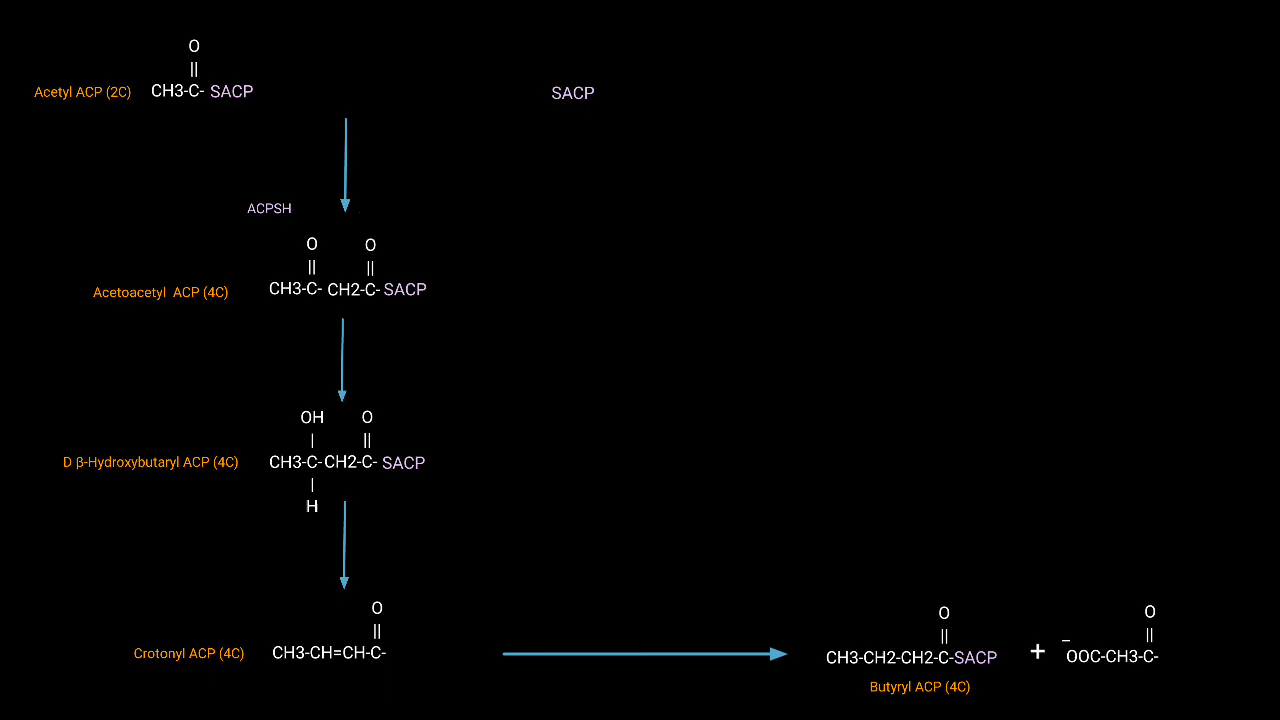 O
||
Acetyl ACP (2C) CH3-C- SACP
SACP
ACPSH
O O
|| ||
Acetoacetyl ACP (4C) CH3-C- CH2-C- SACP
OH O
| ||
D β-Hydroxybutaryl ACP (4C) CH3-C-CH2-C- SACP
|
H
O
||
Crotonyl ACP (4C) CH3-CH=CH-C-
O O
|| _ ||
CH3-CH2-CH2-C-SACP + OOC-CH3-C-
Butyryl ACP (4C)